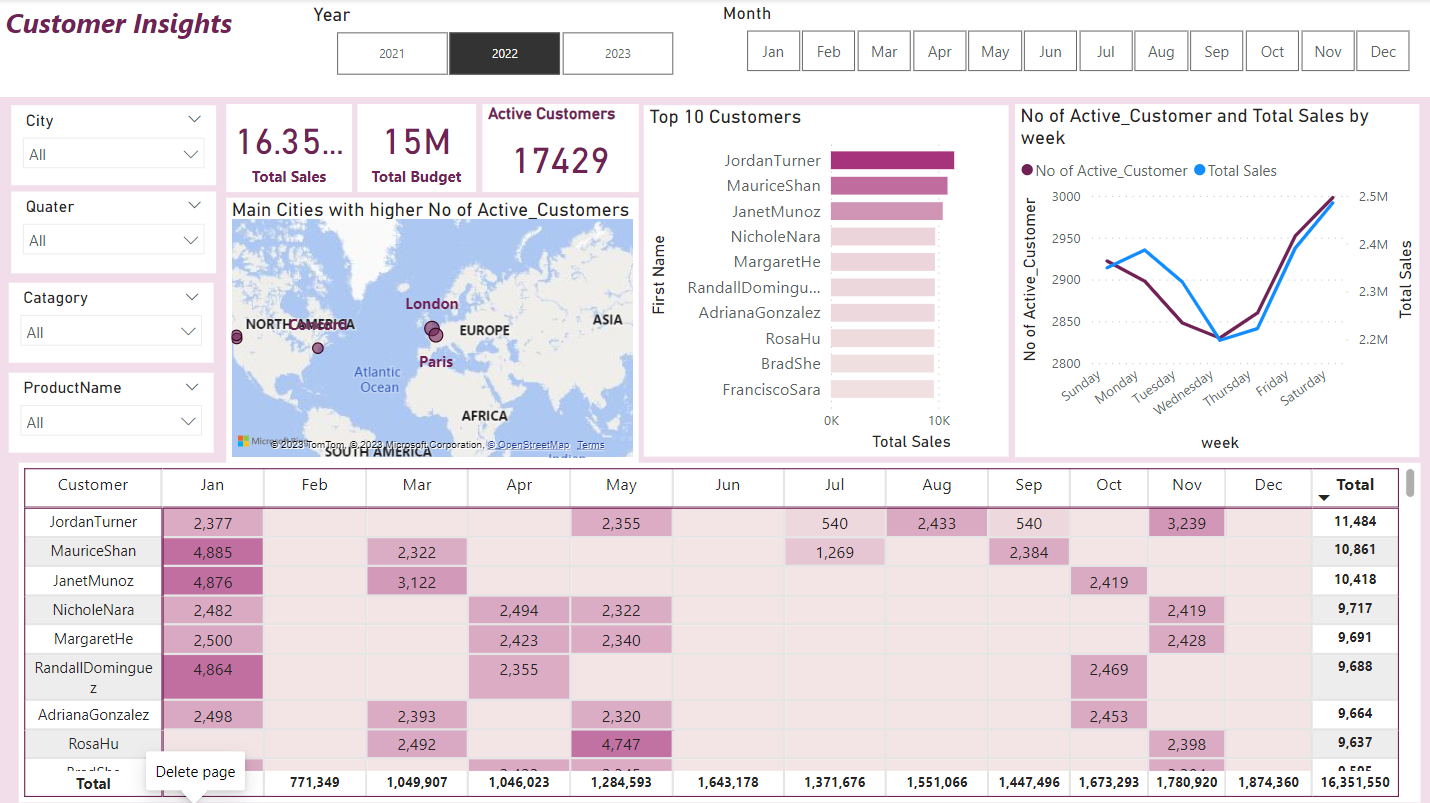 Customer Insights
Year
2021 2022 2023
Month
Jan Feb Mar Apr May Jun Jul Aug Sep Oct Nov Dec
City
All
Quater
All
Catagory
All
ProductName
All
16.35...
Total Sales
15M
Total Budget
Active Customers
17429
Main Cities with higher No of Active_Customers
London
NORTH AMERICA
EUROPE
ASIA
Paris
Atlantic
Ocean
AFRICA
© 2023 TomTom, © 2023 Microsoft Corporation, © OpenStreetMap Terms
SOUTH AMERICA
Top 10 Customers
First Name
JordanTurner
MauriceShan
JanetMunoz
NicholeNara
MargaretHe
RandallDomingu...
AdrianaGonzalez
RosaHu
BradShe
FranciscoSara
0K 10K
Total Sales
No of Active_Customer and Total Sales by
week
No of Active_Customer Total Sales
No of Active_Customer
3000
2950
2900
2850
2800
2.5M
2.4M
2.3M
2.2M
Total Sales
Sunday Monday Tuesday Wednesday Thursday Friday Saturday
week
Customer Jan Feb Mar Apr May Jun Jul Aug Sep Oct Nov Dec Total
JordanTurner 2,377 2,355 540 2,433 540 3,239 11,484
MauriceShan 4,885 2,322 1,269 2,384 10,861
JanetMunoz 4,876 3,122 2,419 10,418
NicholeNara 2,482 2,494 2,322 2,419 9,717
MargaretHe 2,500 2,423 2,340 2,428 9,691
RandallDomingue 4,864 2,355 2,469 9,688
z
AdrianaGonzalez 2,498 2,393 2,320 2,453 9,664
RosaHu 2,492 4,747 2,398 9,637
Delete page
Total 771,349 1,049,907 1,046,023 1,284,593 1,643,178 1,371,676 1,551,066 1,447,496 1,673,293 1,780,920 1,874,360 16,351,550